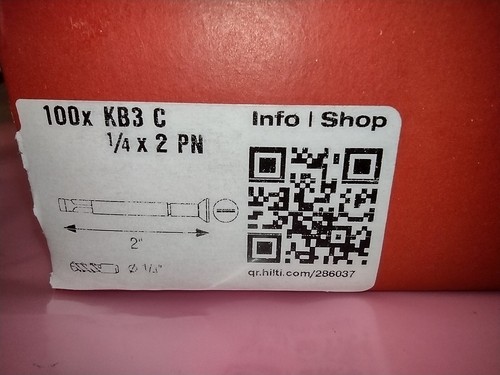 100x KB3 C
1/4 x 2 PN
Info | Shop
2"
Ø 1/4"
qr.hilti.com/286037